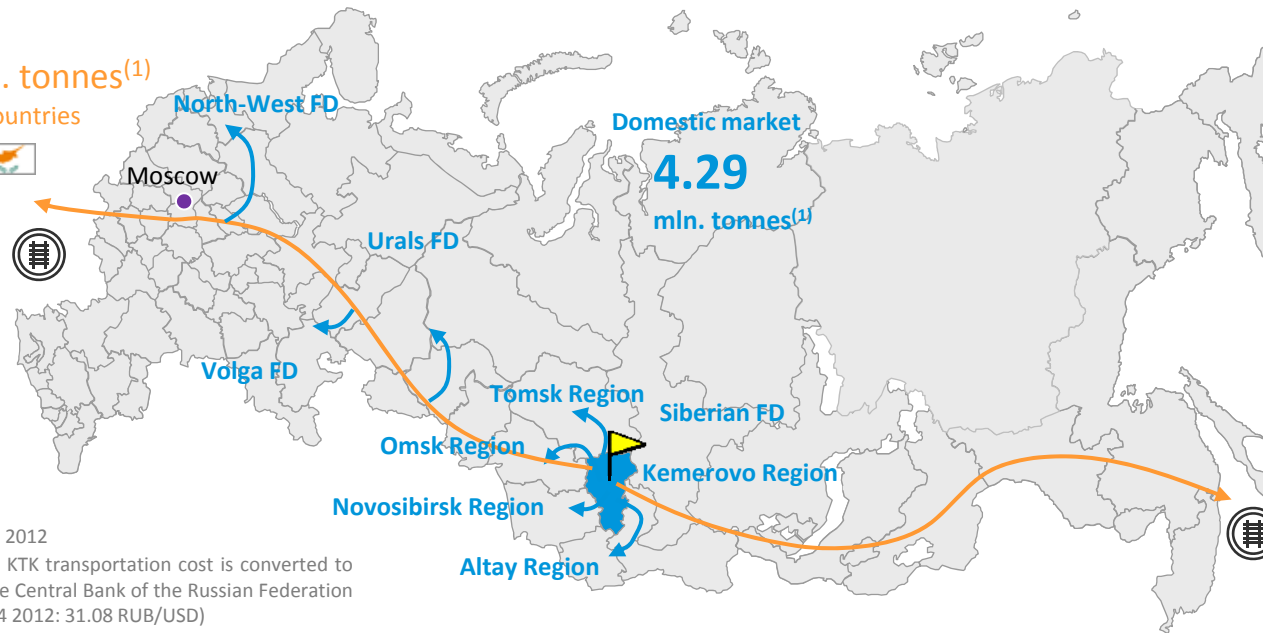 . tonnes(1)
ountries
North-West FD
Moscow
Domestic market
4.29
mln. tonnes(1)
Urals FD
Volga FD
Tomsk Region
Siberian FD
Omsk Region
Kemerovo Region
Novosibirsk Region
Altay Region
2012
KTK transportation cost is converted to
e Central Bank of the Russian Federation
4 2012: 31.08 RUB/USD)